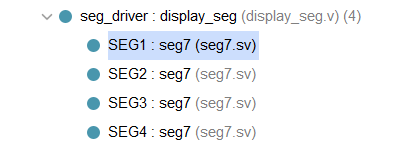 seg_driver : display_seg (display_seg.v) (4)
SEG1 : seg7 (seg7.sv)
SEG2 : seg7 (seg7.sv)
SEG3 : seg7 (seg7.sv)
SEG4 : seg7 (seg7.sv)